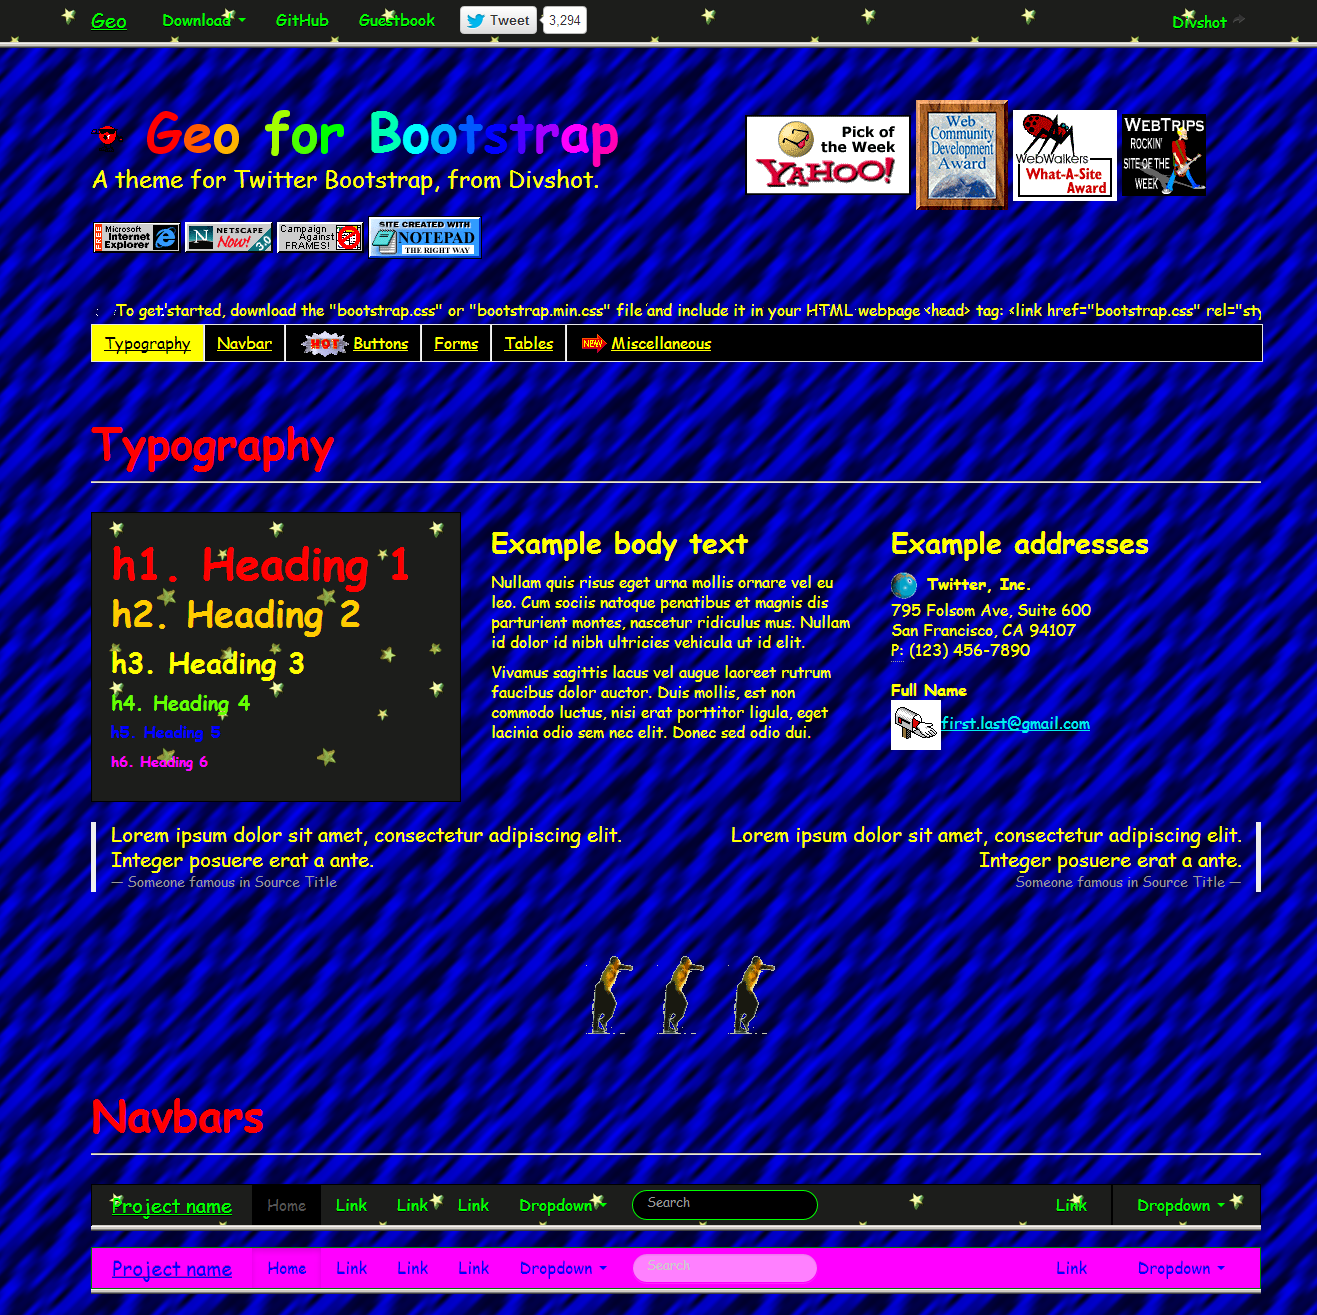 Geo Download GitHub Guestbook Tweet 3,294 Divshot
Geo for Bootstrap
A theme for Twitter Bootstrap, from Divshot.
Pick of
the Week
YAHOO!
Web
Community
Development
Award
WebWalkers
What-A-Site
Award
WEBTRIPS
ROCKIN'
SITE OF THE
WEEK
FREE Microsoft
Internet
Explorer
N NETSCAPE
Now! 3.0
Campaign
Against
FRAMES!
SITE CREATED WITH
NOTEPAD
THE RIGHT WAY
To get started, download the "bootstrap.css" or "bootstrap.min.css" file and include it in your HTML webpage <head> tag: <link href="bootstrap.css" rel="sty
Typography Navbar HOT Buttons Forms Tables NEW Miscellaneous
Typography
h1. Heading 1
h2. Heading 2
h3. Heading 3
h4. Heading 4
h5. Heading 5
h6. Heading 6
Example body text
Nullam quis risus eget urna mollis ornare vel eu
leo. Cum sociis natoque penatibus et magnis dis
parturient montes, nascetur ridiculus mus. Nullam
id dolor id nibh ultricies vehicula ut id elit.
Vivamus sagittis lacus vel augue laoreet rutrum
faucibus dolor auctor. Duis mollis, est non
commodo luctus, nisi erat porttitor ligula, eget
lacinia odio sem nec elit. Donec sed odio dui.
Example addresses
Twitter, Inc.
795 Folsom Ave, Suite 600
San Francisco, CA 94107
P: (123) 456-7890
Full Name
first.last@gmail.com
Lorem ipsum dolor sit amet, consectetur adipiscing elit.
Integer posuere erat a ante.
— Someone famous in Source Title
Lorem ipsum dolor sit amet, consectetur adipiscing elit.
Integer posuere erat a ante.
Someone famous in Source Title —
Navbars
Project name Home Link Link Link Dropdown Search Link Dropdown
Project name Home Link Link Link Dropdown Search Link Dropdown